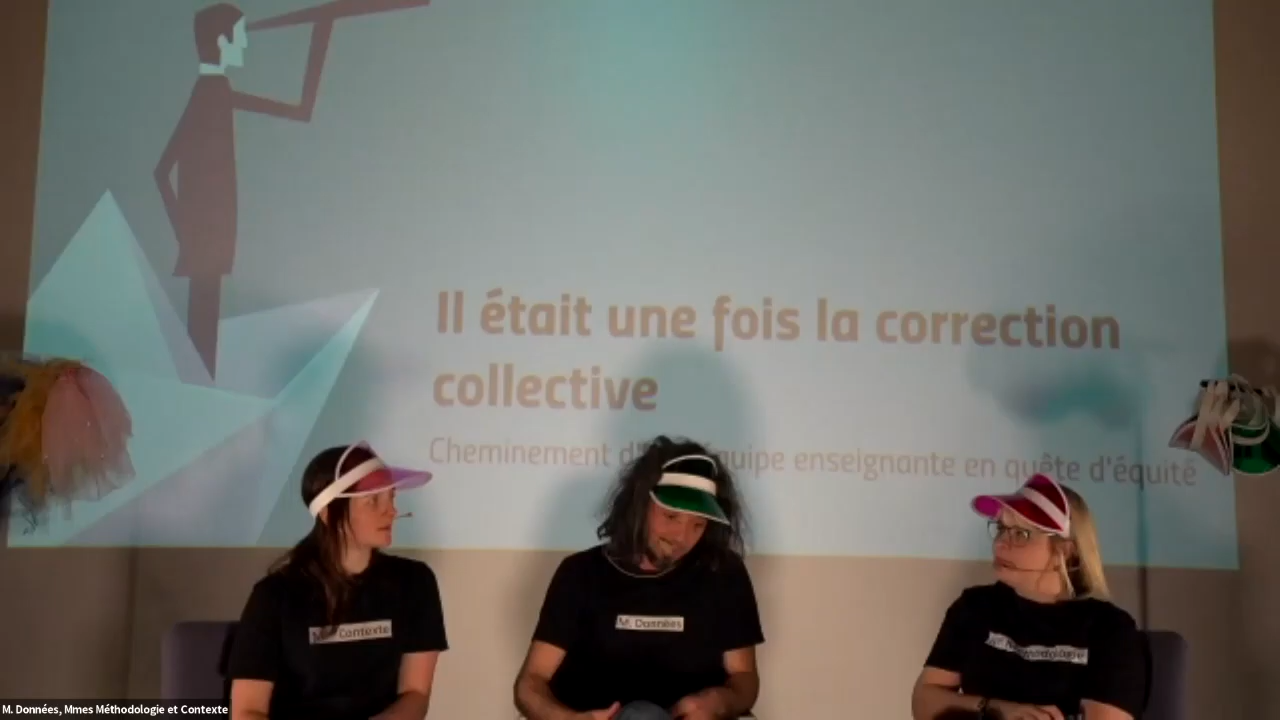 Il était une fois la correction
collective
Cheminement équipe enseignante en quête d'équité
Contexte
M. Données
M. Données, Mmes Méthodologie et Contexte